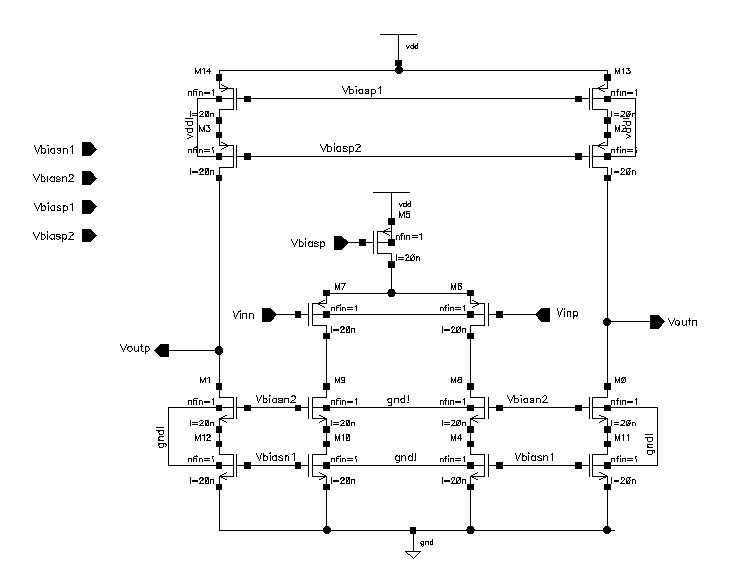 vdd
M14 M13
nfin=1 Vbiasp1 nfin=1
l=20n l=20n
vdd! vdd!
M3 M2
Vbiasn1 nfin=1 Vbiasp2 nfin=1
l=20n l=20n
Vbiasn2
Vbiasp1
Vbiasp2
vdd
M5
Vbiasp nfin=1
l=20n
M7 M6
Vinn nfin=1 nfin=1 Vinp
l=20n l=20n
Voutp Voutn
M1 M9 M8 M0
nfin=1 Vbiasn2 nfin=1 gnd! nfin=1 Vbiasn2 nfin=1
l=20n l=20n l=20n l=20n
gnd! gnd!
M12 M10 M4 M11
nfin=1 Vbiasn1 nfin=1 gnd! nfin=1 Vbiasn1 nfin=1
l=20n l=20n l=20n l=20n
gnd